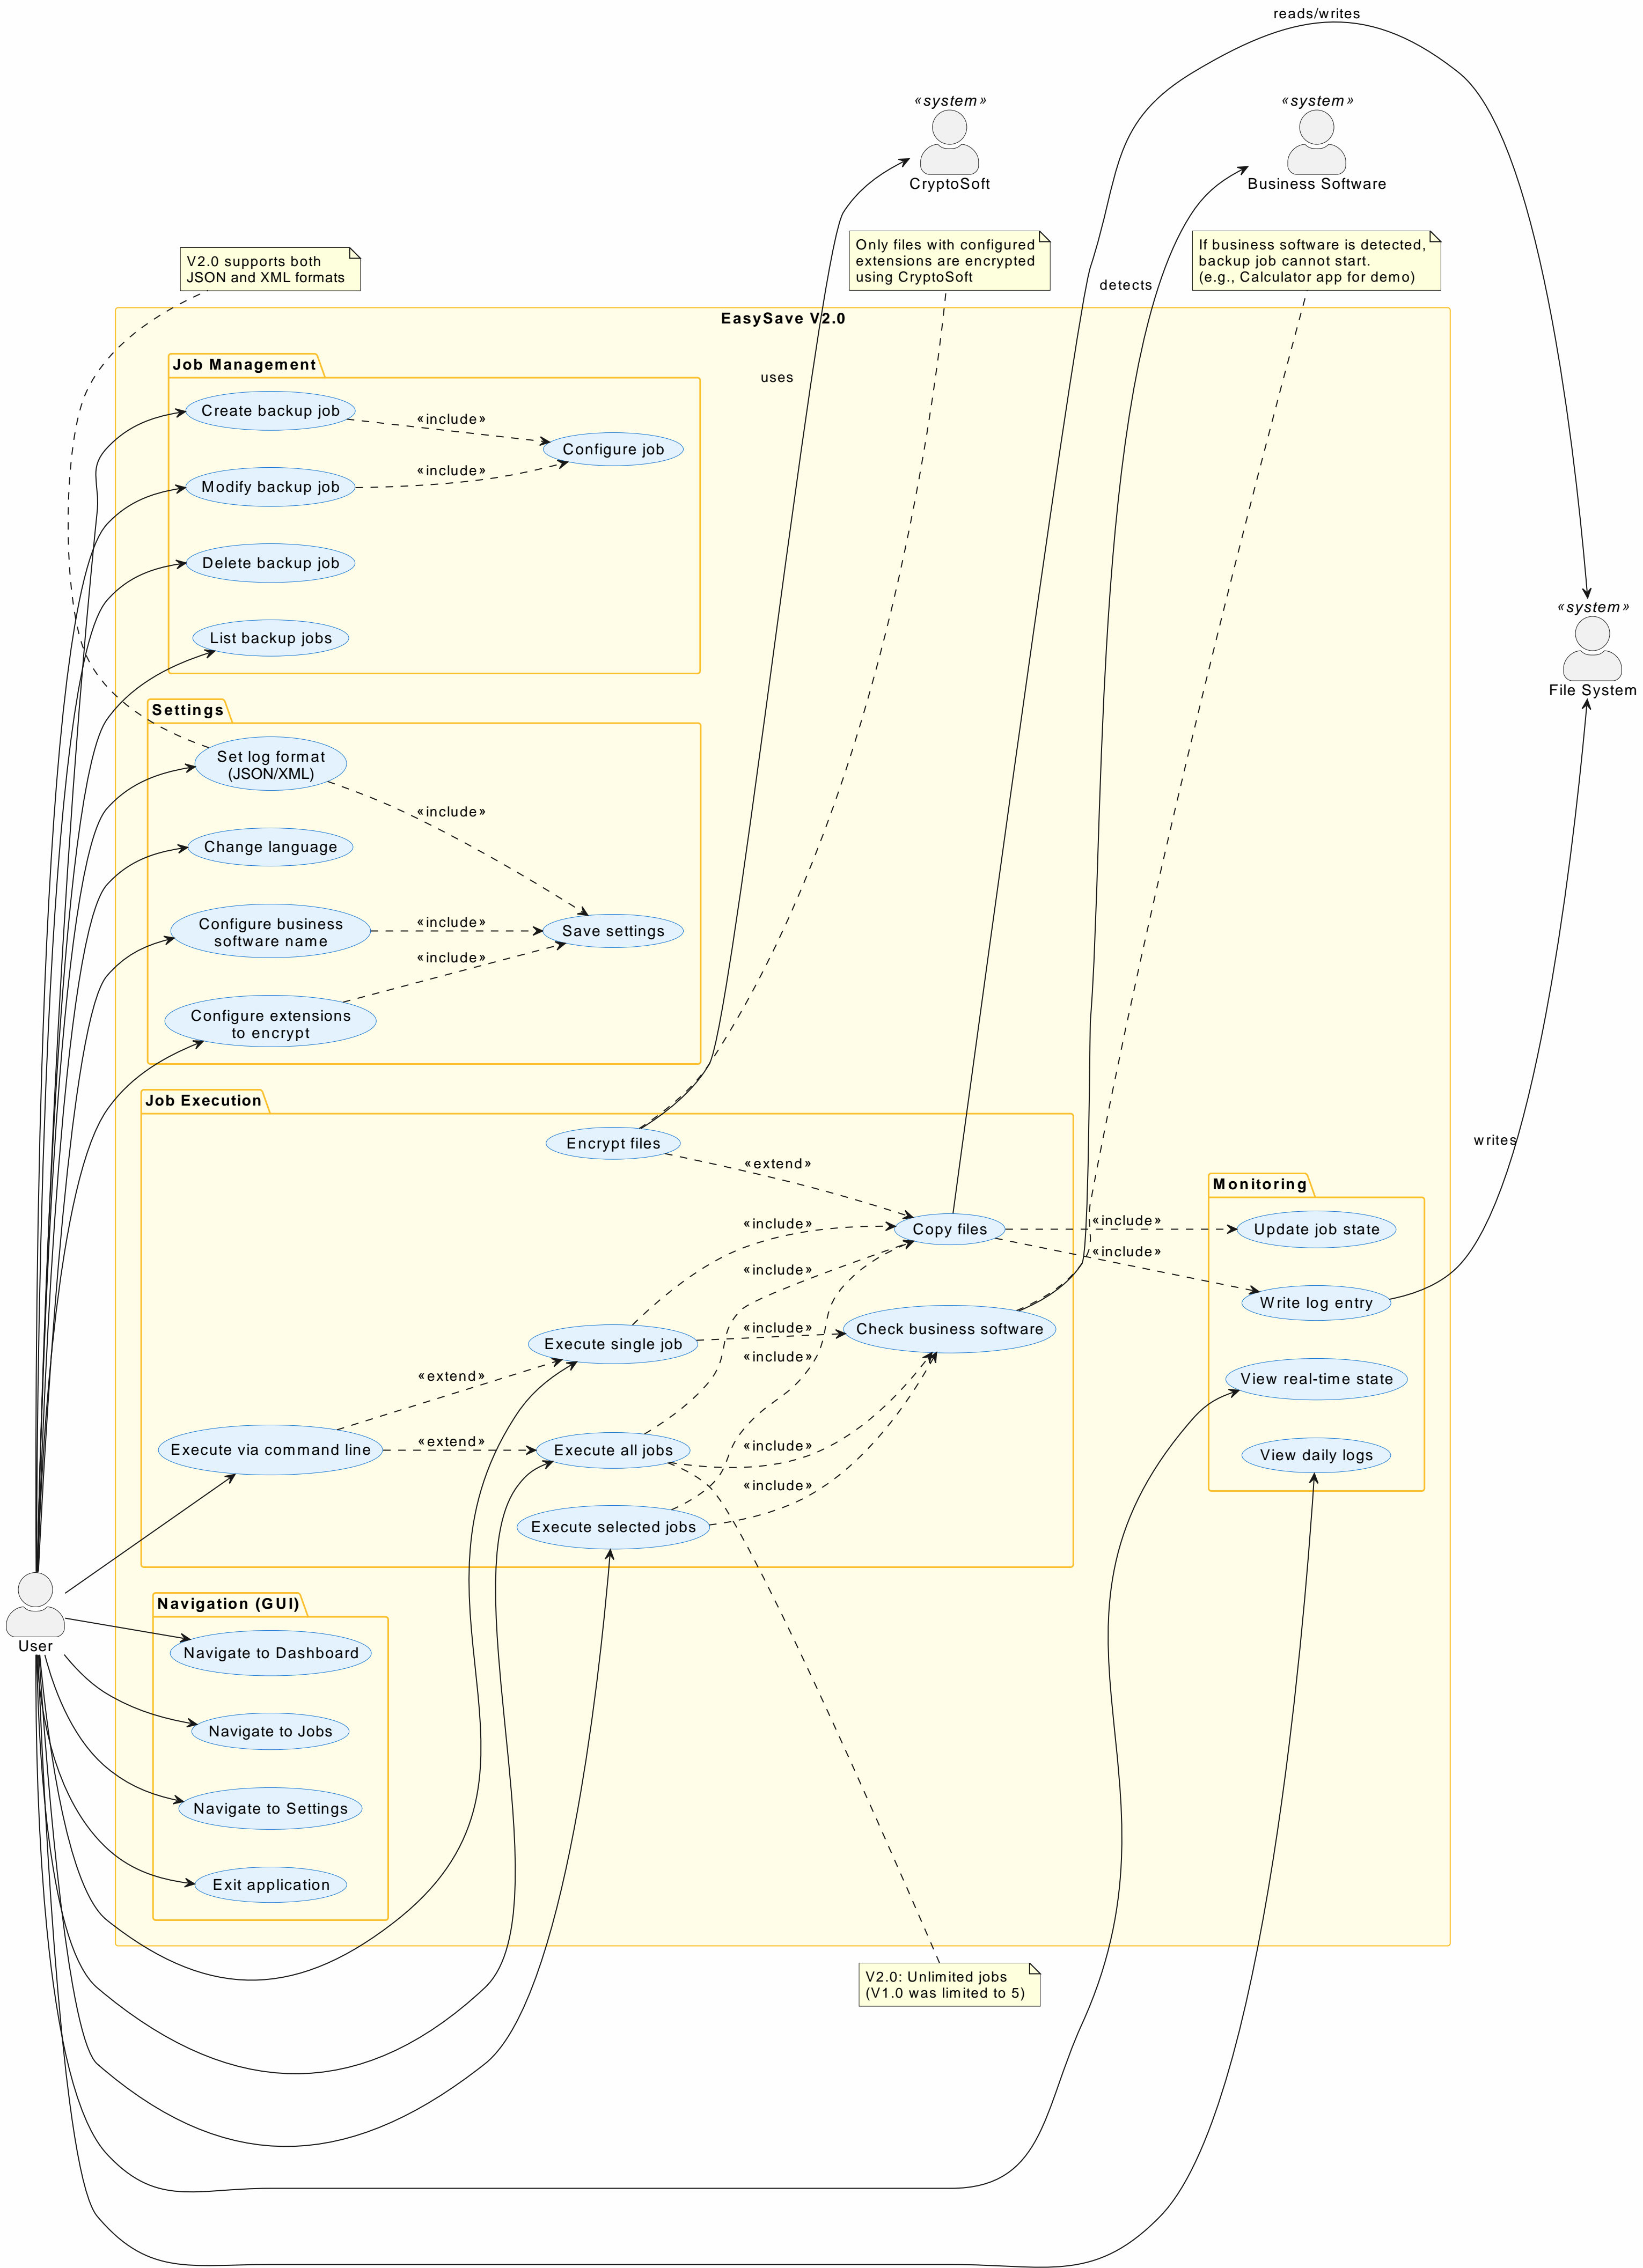 reads/writes
«system»
CryptoSoft
«system»
Business Software
V2.0 supports both
JSON and XML formats
Only files with configured
extensions are encrypted
using CryptoSoft
If business software is detected,
backup job cannot start.
(e.g., Calculator app for demo)
detects
uses
EasySave V2.0
Job Management
Create backup job
«include»
Configure job
Modify backup job
«include»
Delete backup job
List backup jobs
«system»
File System
Settings
Set log format
(JSON/XML)
«include»
Change language
Configure business
software name
«include»
Save settings
«include»
Configure extensions
to encrypt
Job Execution
Encrypt files
«extend»
Copy files
«include»
«include»
«include»
«include»
Execute single job
«include»
Check business software
«include»
«extend»
Execute via command line
«extend»
Execute all jobs
«include»
«include»
Execute selected jobs
writes
Monitoring
Update job state
Write log entry
View real-time state
View daily logs
User
Navigation (GUI)
Navigate to Dashboard
Navigate to Jobs
Navigate to Settings
Exit application
V2.0: Unlimited jobs
(V1.0 was limited to 5)